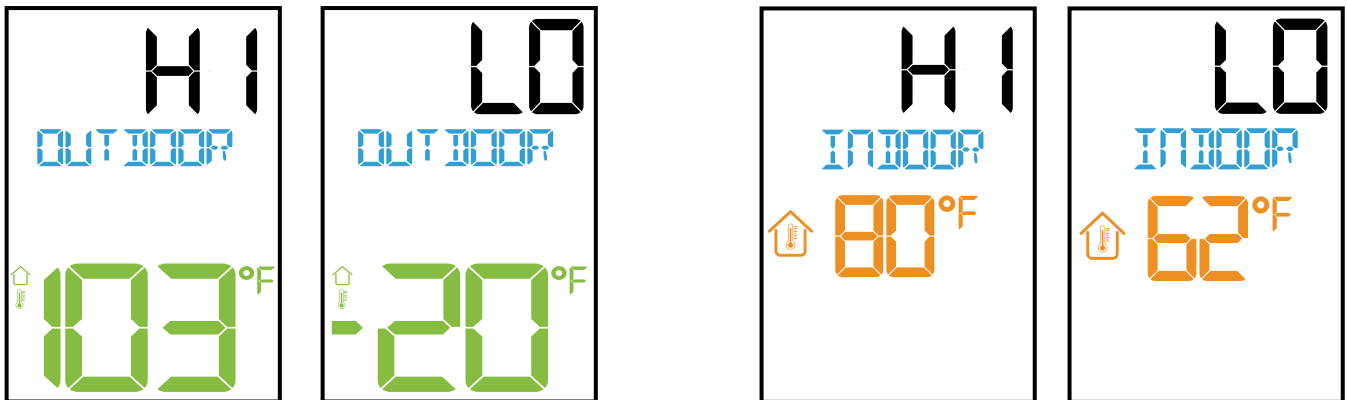 HI
OUTDOOR
103°F
LO
OUTDOOR
-20°F
HI
INDOOR
80°F
LO
INDOOR
62°F